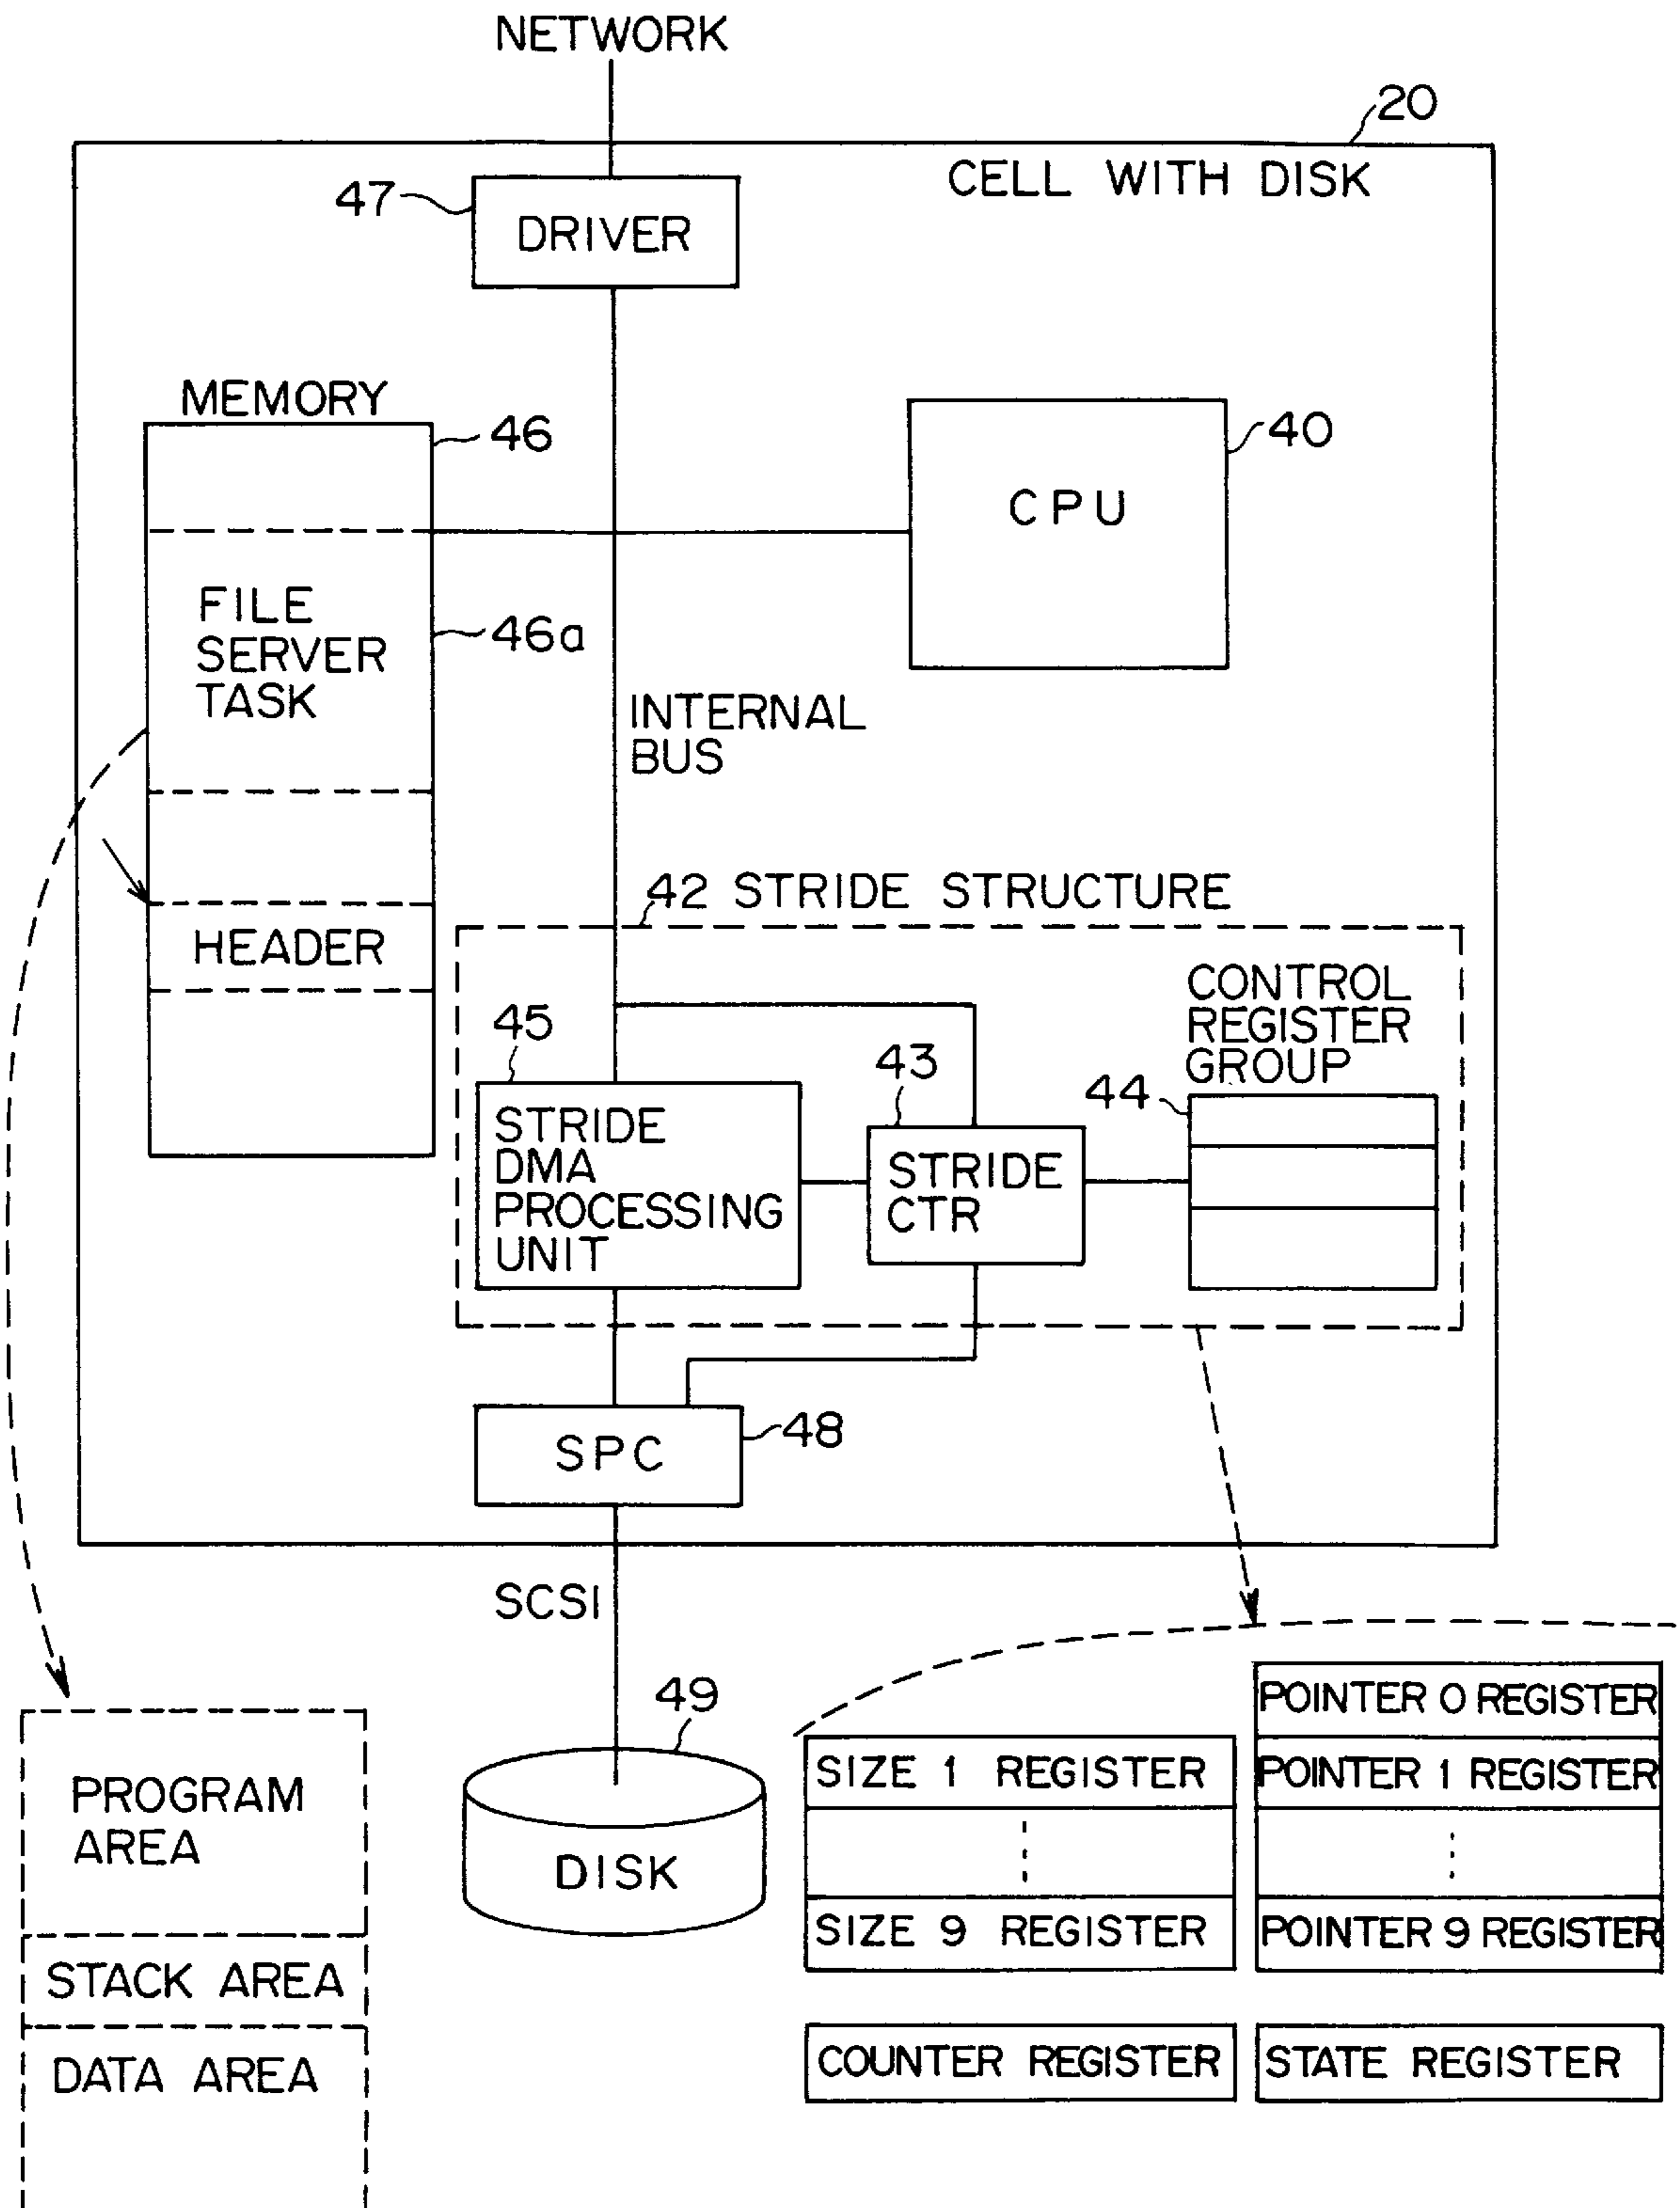 NETWORK
20
CELL WITH DISK
47
DRIVER
MEMORY
46
40
CPU
FILE
SERVER
TASK
46a
INTERNAL
BUS
42 STRIDE STRUCTURE
HEADER
CONTROL
REGISTER
GROUP
45
43
44
STRIDE
DMA
PROCESSING
UNIT
STRIDE
CTR
SPC
48
SCSI
49
DISK
PROGRAM
AREA
STACK AREA
DATA AREA
SIZE 1 REGISTER
SIZE 9 REGISTER
COUNTER REGISTER
POINTER 0 REGISTER
POINTER 1 REGISTER
POINTER 9 REGISTER
STATE REGISTER